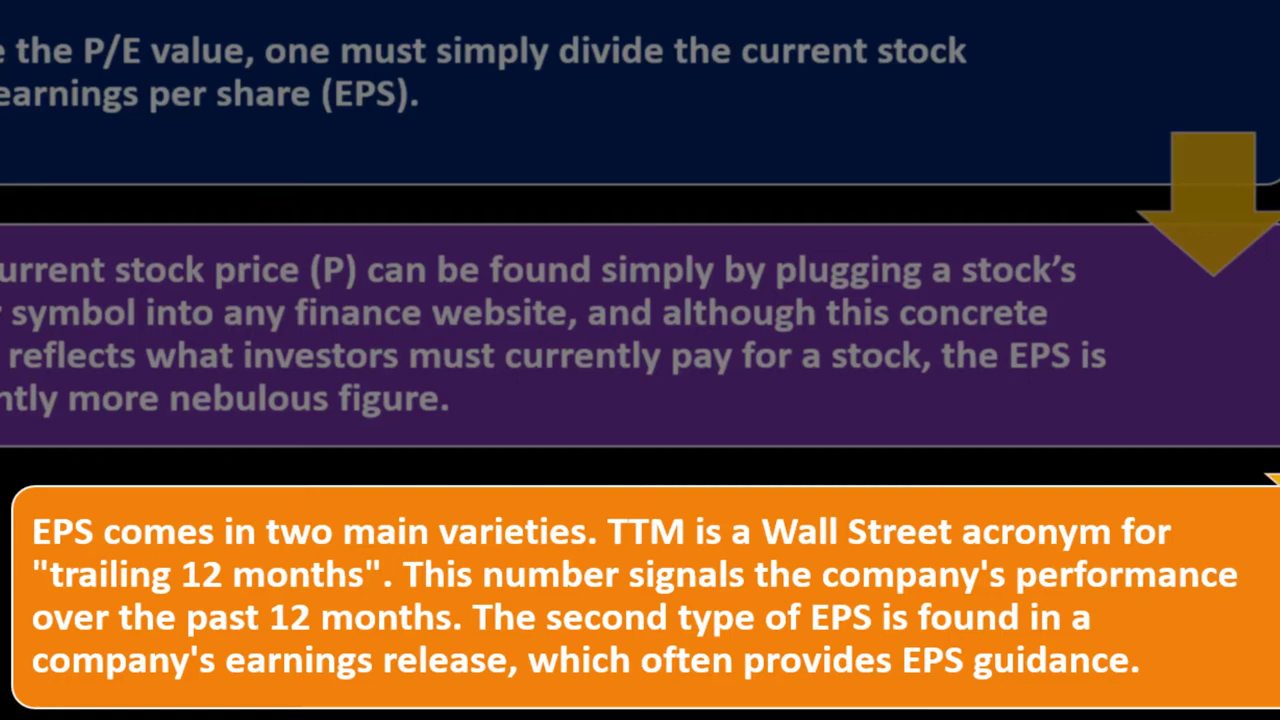 the P/E value, one must simply divide the current stock
earnings per share (EPS).
urrent stock price (P) can be found simply by plugging a stock’s
symbol into any finance website, and although this concrete
reflects what investors must currently pay for a stock, the EPS is
ntly more nebulous figure.
EPS comes in two main varieties. TTM is a Wall Street acronym for
"trailing 12 months". This number signals the company's performance
over the past 12 months. The second type of EPS is found in a
company's earnings release, which often provides EPS guidance.